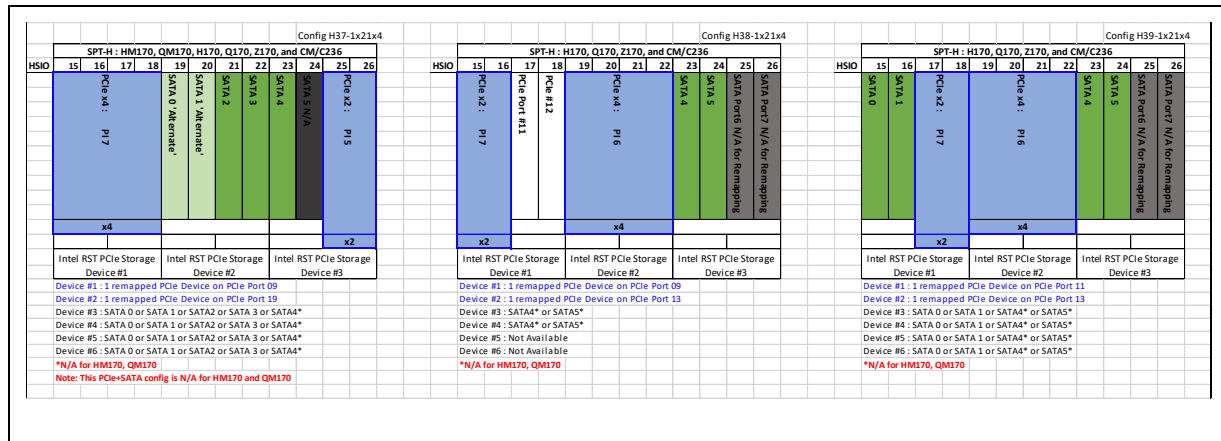 Config H37-1x21x4
SPT-H : HM170, QM170, H170, Q170, Z170, and CM/C236
HSIO 15 16 17 18 19 20 21 22 23 24 25 26
PCIe x4 : PI7
SATA 0 'Alternate'
SATA 1 'Alternate'
SATA 2
SATA 3
SATA 4
SATA 5 N/A
PCIe x2 : PI5
x4
x2
Intel RST PCIe Storage Device #1
Intel RST PCIe Storage Device #2
Intel RST PCIe Storage Device #3
Device #1 : 1 remapped PCIe Device on PCIe Port 09
Device #2 : 1 remapped PCIe Device on PCIe Port 19
Device #3 : SATA 0 or SATA 1 or SATA2 or SATA 3 or SATA4*
Device #4 : SATA 0 or SATA 1 or SATA2 or SATA 3 or SATA4*
Device #5 : SATA 0 or SATA 1 or SATA2 or SATA 3 or SATA4*
Device #6 : SATA 0 or SATA 1 or SATA2 or SATA 3 or SATA4*
*N/A for HM170, QM170
Note: This PCIe+SATA config is N/A for HM170 and QM170
Config H38-1x21x4
SPT-H : H170, Q170, Z170, and CM/C236
HSIO 15 16 17 18 19 20 21 22 23 24 25 26
PCIe x2 : PI7
PCIe Port #11
PCIe #12
PCIe x4 : PI6
SATA 4
SATA 5
SATA Port6 N/A for Remapping
SATA Port7 N/A for Remapping
x4
x2
Intel RST PCIe Storage Device #1
Intel RST PCIe Storage Device #2
Intel RST PCIe Storage Device #3
Device #1 : 1 remapped PCIe Device on PCIe Port 09
Device #2 : 1 remapped PCIe Device on PCIe Port 13
Device #3 : SATA4* or SATA5*
Device #4 : SATA4* or SATA5*
Device #5 : Not Available
Device #6 : Not Available
*N/A for HM170, QM170
Config H39-1x21x4
SPT-H : H170, Q170, Z170, and CM/C236
HSIO 15 16 17 18 19 20 21 22 23 24 25 26
SATA 0
SATA 1
PCIe x2 : PI7
PCIe x4 : PI6
SATA 4
SATA 5
SATA Port6 N/A for Remapping
SATA Port7 N/A for Remapping
x4
x2
Intel RST PCIe Storage Device #1
Intel RST PCIe Storage Device #2
Intel RST PCIe Storage Device #3
Device #1 : 1 remapped PCIe Device on PCIe Port 11
Device #2 : 1 remapped PCIe Device on PCIe Port 13
Device #3 : SATA 0 or SATA 1 or SATA4* or SATA5*
Device #4 : SATA 0 or SATA 1 or SATA4* or SATA5*
Device #5 : SATA 0 or SATA 1 or SATA4* or SATA5*
Device #6 : SATA 0 or SATA 1 or SATA4* or SATA5*
*N/A for HM170, QM170